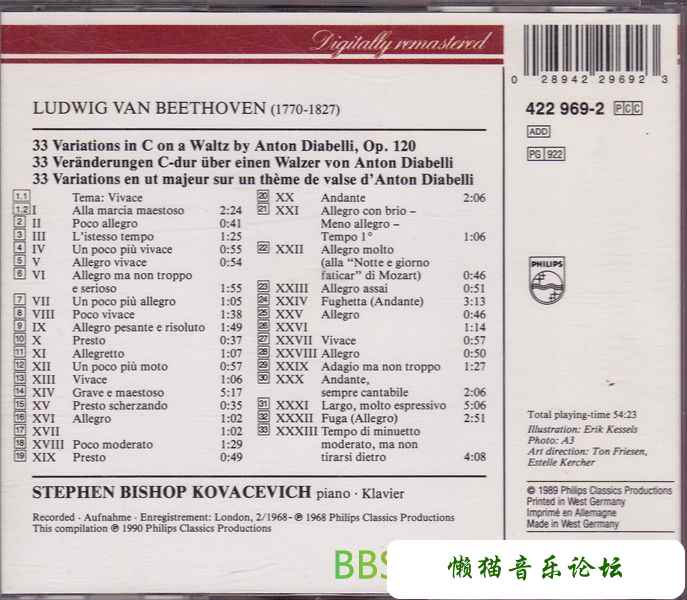 Digitally remastered
0 28942 29692 3
LUDWIG VAN BEETHOVEN (1770-1827)
422 969-2 PCC
ADD
PG 922
33 Variations in C on a Waltz by Anton Diabelli, Op. 120
33 Veränderungen C-dur über einen Walzer von Anton Diabelli
33 Variations en ut majeur sur un thème de valse d'Anton Diabelli
1.1 Tema: Vivace
1.2 I Alla marcia maestoso 2:24
2 II Poco allegro 0:41
3 III L'istesso tempo 1:25
4 IV Un poco più vivace 0:55
5 V Allegro vivace 0:54
6 VI Allegro ma non troppo
e serioso 1:55
7 VII Un poco più allegro 1:05
8 VIII Poco vivace 1:38
9 IX Allegro pesante e risoluto 1:49
10 X Presto 0:37
11 XI Allegretto 1:07
12 XII Un poco più moto 0:57
13 XIII Vivace 1:06
14 XIV Grave e maestoso 5:17
15 XV Presto scherzando 0:35
16 XVI Allegro 1:02
17 XVII 1:02
18 XVIII Poco moderato 1:29
19 XIX Presto 0:49
20 XX Andante 2:06
21 XXI Allegro con brio –
Meno allegro –
Tempo 1° 1:06
22 XXII Allegro molto
(alla "Notte e giorno
faticar" di Mozart) 0:46
23 XXIII Allegro assai 0:51
24 XXIV Fughetta (Andante) 3:13
25 XXV Allegro 0:46
26 XXVI 1:14
27 XXVII Vivace 0:57
28 XXVIII Allegro 0:50
29 XXIX Adagio ma non troppo 1:27
30 XXX Andante,
sempre cantabile 2:06
31 XXXI Largo, molto espressivo 5:06
32 XXXII Fuga (Allegro) 2:51
33 XXXIII Tempo di minuetto
moderato, ma non
tirarsi dietro 4:08
PHILIPS
STEPHEN BISHOP KOVACEVICH piano · Klavier
Recorded · Aufnahme · Enregistrement: London, 2/1968 – ℗ 1968 Philips Classics Productions
This compilation ℗ 1990 Philips Classics Productions
Total playing-time 54:23
Illustration: Erik Kessels
Photo: A3
Art direction: Ton Friesen,
Estelle Kercher
© 1989 Philips Classics Productions
Printed in West Germany
Imprimé en Allemagne
Made in West Germany
BBS
懒猫音乐论坛